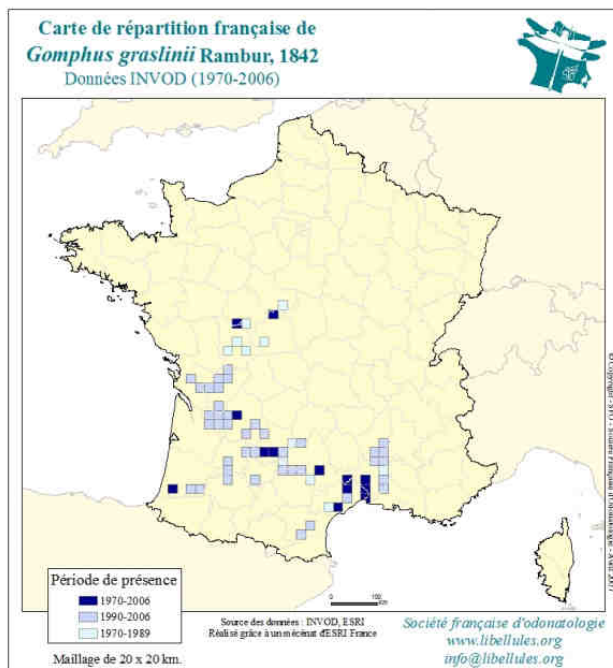 Carte de répartition française de
Gomphus graslinii Rambur, 1842
Données INVOD (1970-2006)
Période de présence
1970-2006
1990-2006
1970-1989
Maillage de 20 x 20 km.
Source des données : INVOD, ESRI
Réalisé grâce à un mécénat d'ESRI France
100
km
Société française d'odonatologie
www.libellules.org
info@libellules.org